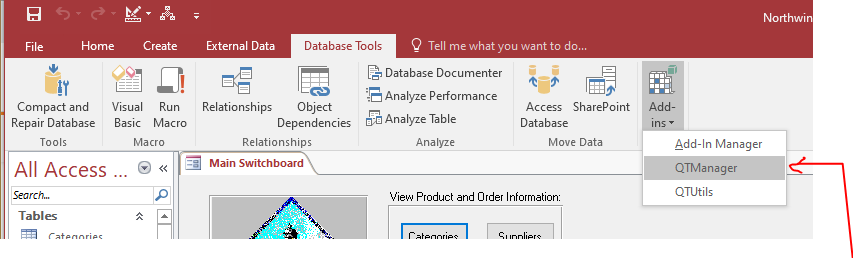 Northwin
File Home Create External Data Database Tools Tell me what you want to do...
Compact and Repair Database
Visual Basic
Run Macro
Relationships
Object Dependencies
Database Documenter
Analyze Performance
Analyze Table
Access Database
SharePoint
Add-ins
Tools Macro Relationships Analyze Move Data
Add-In Manager
QTManager
QTUtils
All Access ...
Search...
Tables
Categories
Main Switchboard
View Product and Order Information:
Categories Suppliers